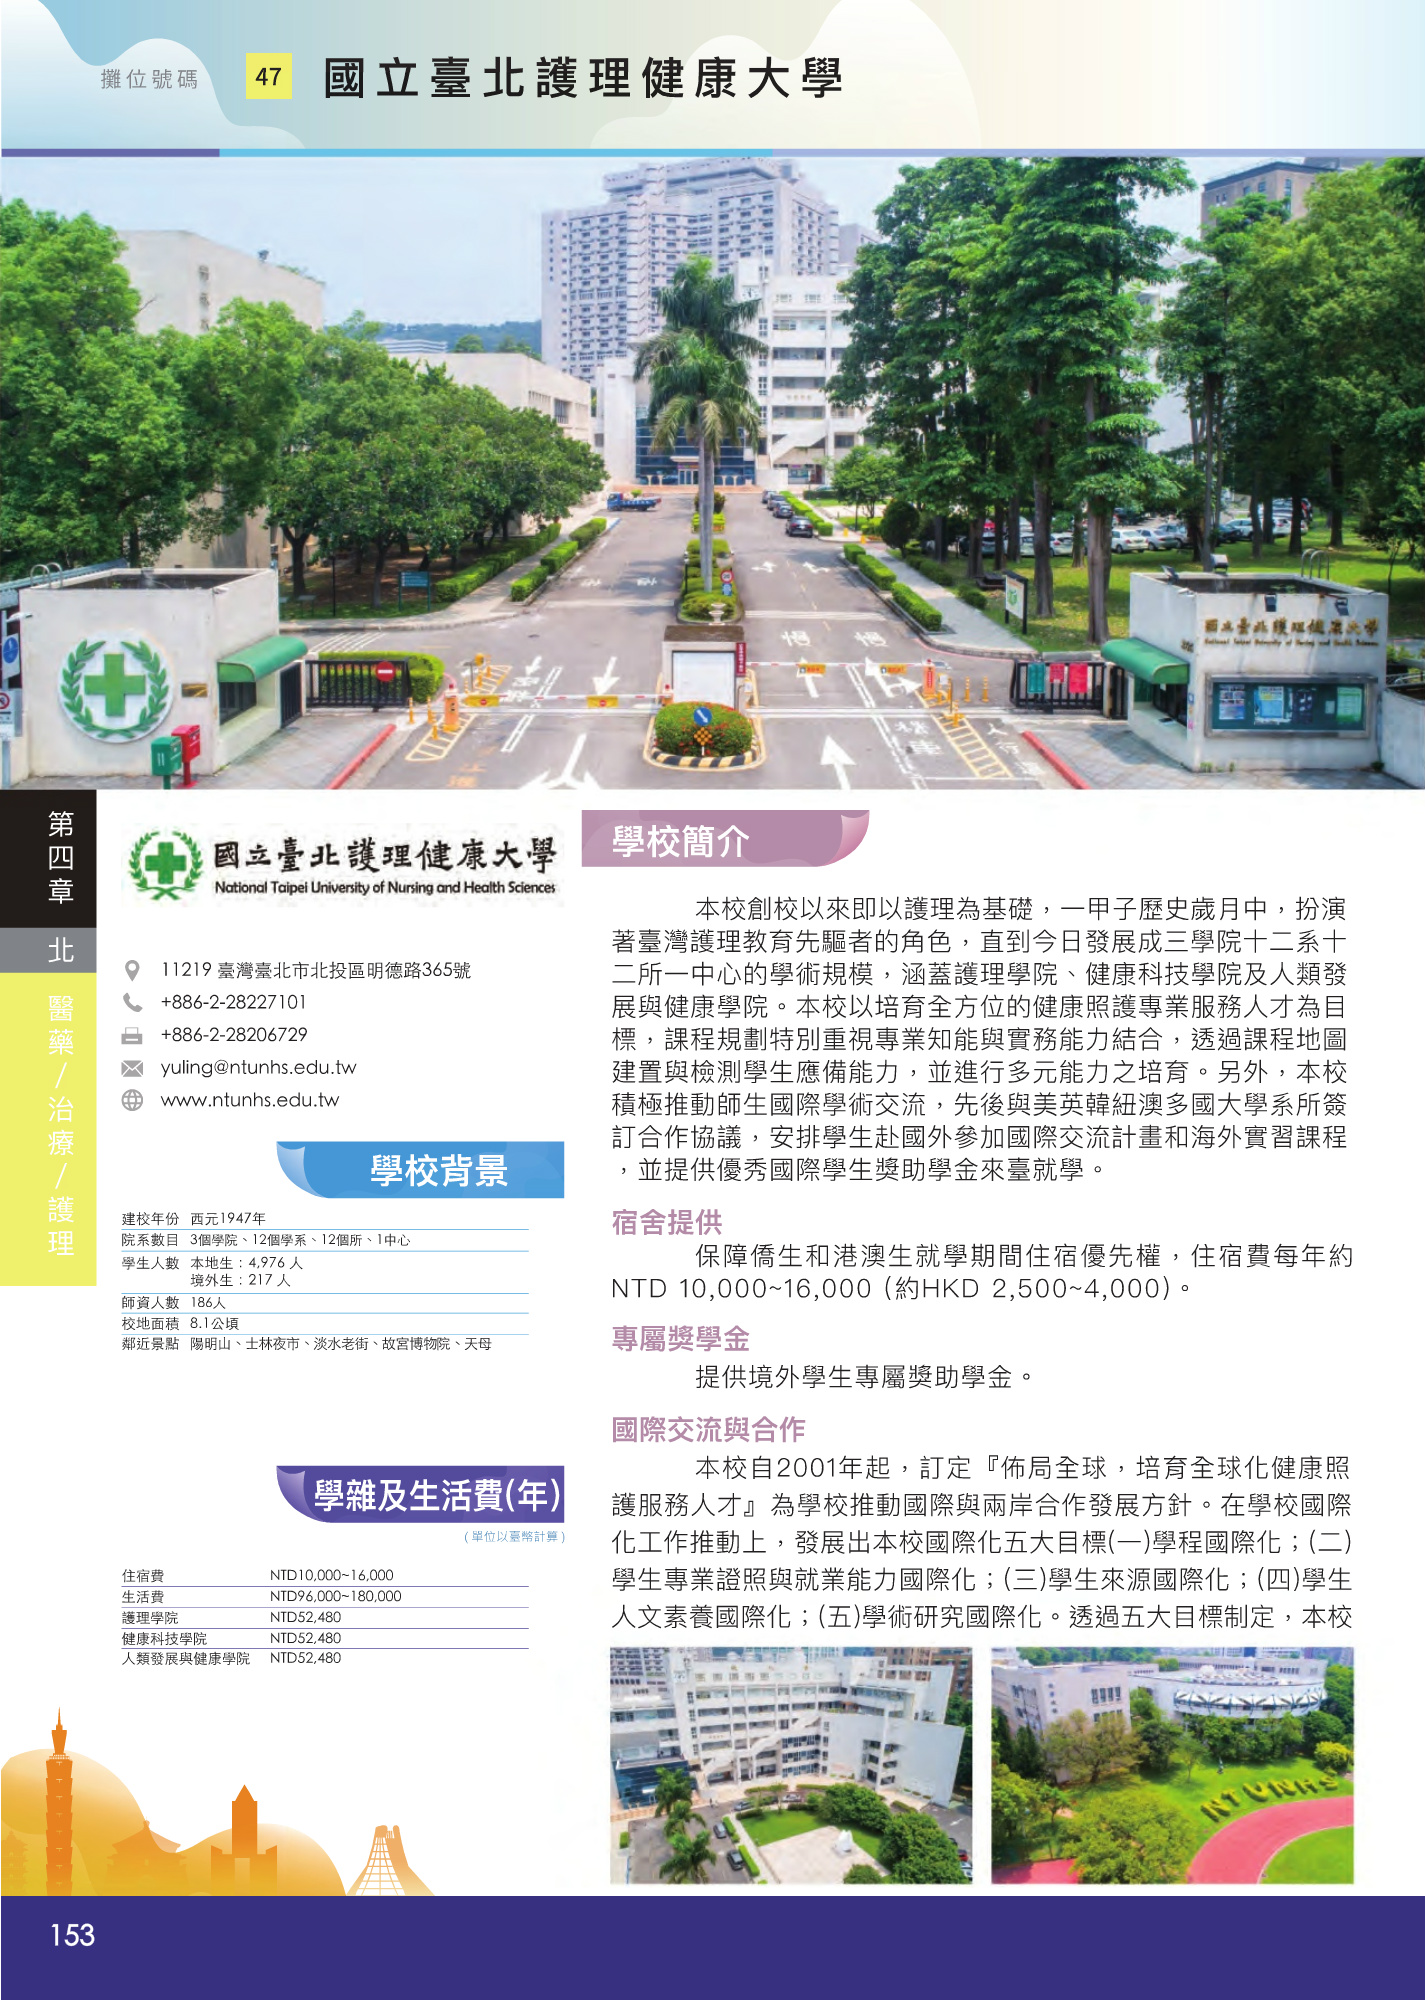 攤位號碼 47 國立臺北護理健康大學
國立臺北護理健康大學
第四章
北
醫藥/治療/護理
國立臺北護理健康大學
National Taipei University of Nursing and Health Sciences
11219 臺灣臺北市北投區明德路365號
+886-2-28227101
+886-2-28206729
yuling@ntunhs.edu.tw
www.ntunhs.edu.tw
學校背景
建校年份 西元1947年
院系數目 3個學院、12個學系、12個所、1中心
學生人數 本地生：4,976 人
境外生：217 人
師資人數 186人
校地面積 8.1公頃
鄰近景點 陽明山、士林夜市、淡水老街、故宮博物院、天母
學雜及生活費(年)
(單位以臺幣計算)
住宿費 NTD10,000~16,000
生活費 NTD96,000~180,000
護理學院 NTD52,480
健康科技學院 NTD52,480
人類發展與健康學院 NTD52,480
學校簡介
本校創校以來即以護理為基礎，一甲子歷史歲月中，扮演
著臺灣護理教育先驅者的角色，直到今日發展成三學院十二系十
二所一中心的學術規模，涵蓋護理學院、健康科技學院及人類發
展與健康學院。本校以培育全方位的健康照護專業服務人才為目
標，課程規劃特別重視專業知能與實務能力結合，透過課程地圖
建置與檢測學生應備能力，並進行多元能力之培育。另外，本校
積極推動師生國際學術交流，先後與美英韓紐澳多國大學系所簽
訂合作協議，安排學生赴國外參加國際交流計畫和海外實習課程
，並提供優秀國際學生獎助學金來臺就學。
宿舍提供
保障僑生和港澳生就學期間住宿優先權，住宿費每年約
NTD 10,000~16,000 (約HKD 2,500~4,000)。
專屬獎學金
提供境外學生專屬獎助學金。
國際交流與合作
本校自2001年起，訂定『佈局全球，培育全球化健康照
護服務人才』為學校推動國際與兩岸合作發展方針。在學校國際
化工作推動上，發展出本校國際化五大目標(一)學程國際化；(二)
學生專業證照與就業能力國際化；(三)學生來源國際化；(四)學生
人文素養國際化；(五)學術研究國際化。透過五大目標制定，本校
NTUNHS
153